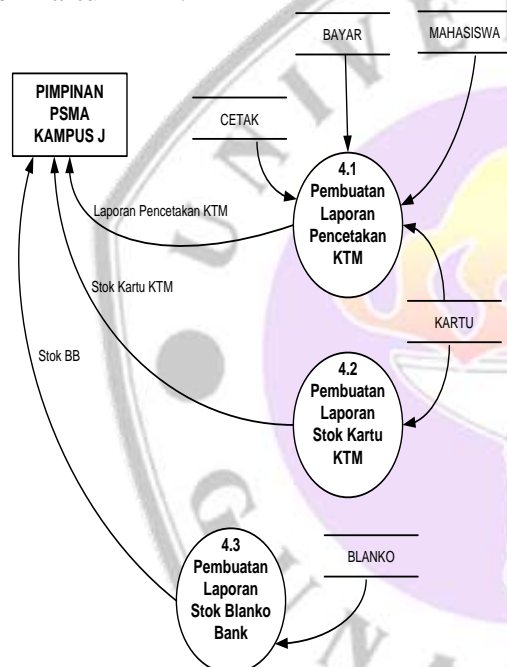 BAYAR
MAHASISWA
PIMPINAN
PSMA
KAMPUS J
CETAK
4.1
Pembuatan
Laporan
Pencetakan
KTM
Laporan Pencetakan KTM
Stok Kartu KTM
KARTU
Stok BB
4.2
Pembuatan
Laporan
Stok Kartu
KTM
4.3
Pembuatan
Laporan
Stok Blanko
Bank
BLANKO